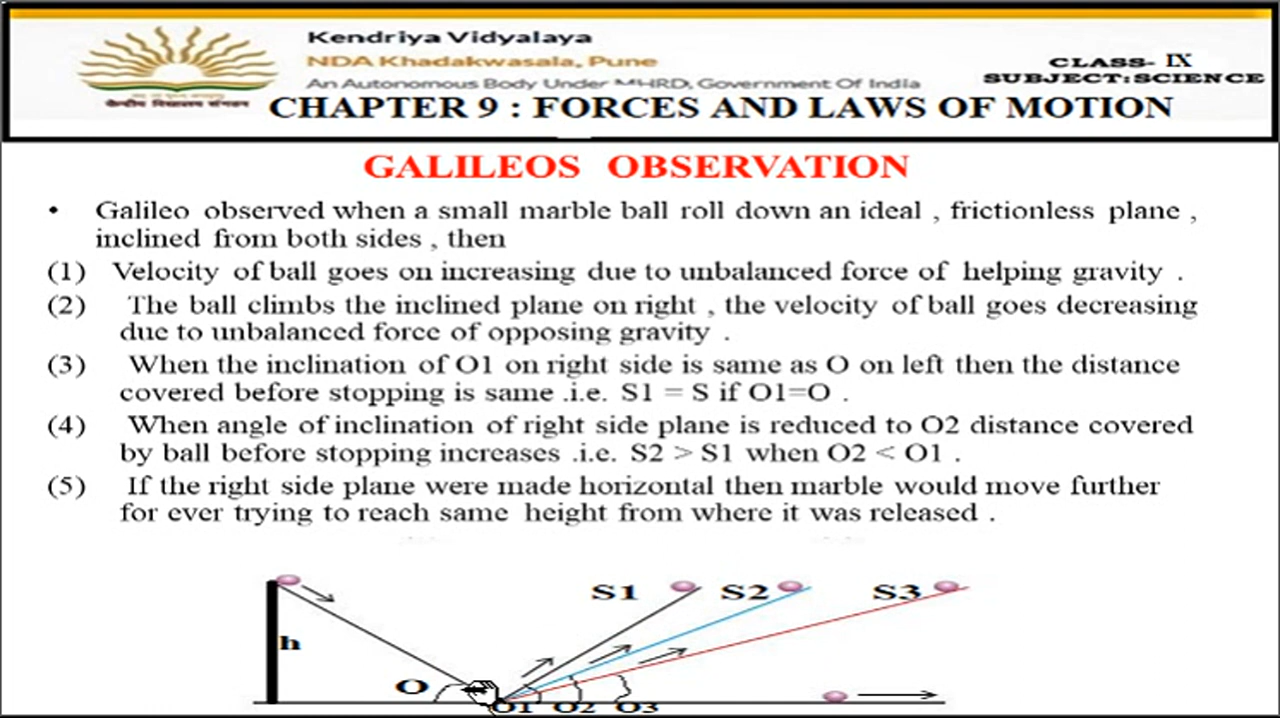 Kendriya Vidyalaya
NDA Khadakwasala, Pune
An Autonomous Body Under MHRD, Government Of India
CLASS- IX
SUBJECT:SCIENCE
केन्द्रीय विद्यालय संगठन
CHAPTER 9 : FORCES AND LAWS OF MOTION
GALILEOS OBSERVATION
• Galileo observed when a small marble ball roll down an ideal , frictionless plane ,
inclined from both sides , then
(1) Velocity of ball goes on increasing due to unbalanced force of helping gravity .
(2) The ball climbs the inclined plane on right , the velocity of ball goes decreasing
due to unbalanced force of opposing gravity .
(3) When the inclination of O1 on right side is same as O on left then the distance
covered before stopping is same .i.e. S1 = S if O1=O .
(4) When angle of inclination of right side plane is reduced to O2 distance covered
by ball before stopping increases .i.e. S2 > S1 when O2 < O1 .
(5) If the right side plane were made horizontal then marble would move further
for ever trying to reach same height from where it was released .
S1 S2 S3
h
O
O1 O2 O3